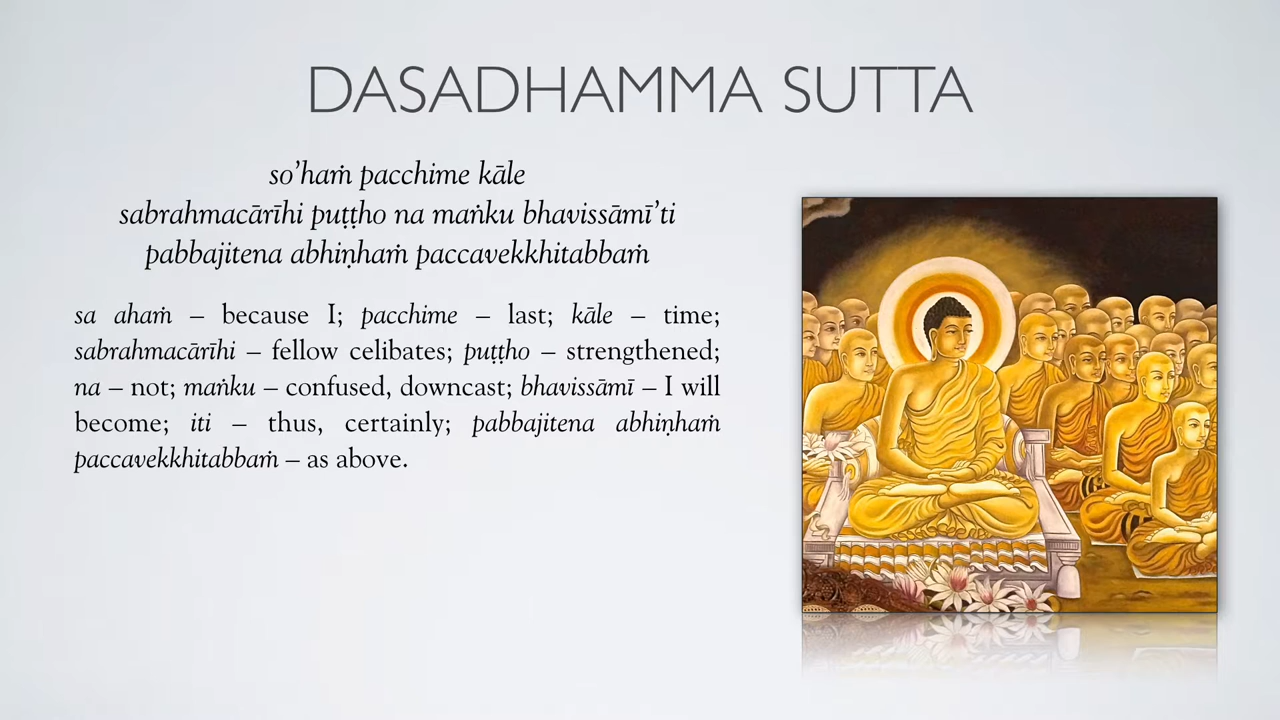 DASADHAMMA SUTTA
so’haṁ pacchime kāle
sabrahmacārīhi puṭṭho na maṅku bhavissāmī’ti
pabbajitena abhiṇhaṁ paccavekkhitabbaṁ
sa ahaṁ – because I; pacchime – last; kāle – time;
sabrahmacārīhi – fellow celibates; puṭṭho – strengthened;
na – not; maṅku – confused, downcast; bhavissāmī – I will
become; iti – thus, certainly; pabbajitena abhiṇhaṁ
paccavekkhitabbaṁ – as above.